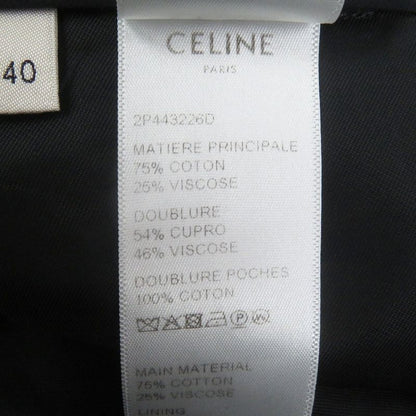 40
CELINE
PARIS
2P443226D
MATIERE PRINCIPALE
75% COTON
25% VISCOSE
DOUBLURE
54% CUPRO
46% VISCOSE
DOUBLURE POCHES
100% COTON
MAIN MATERIAL
75% COTTON
25% VISCOSE
LINING